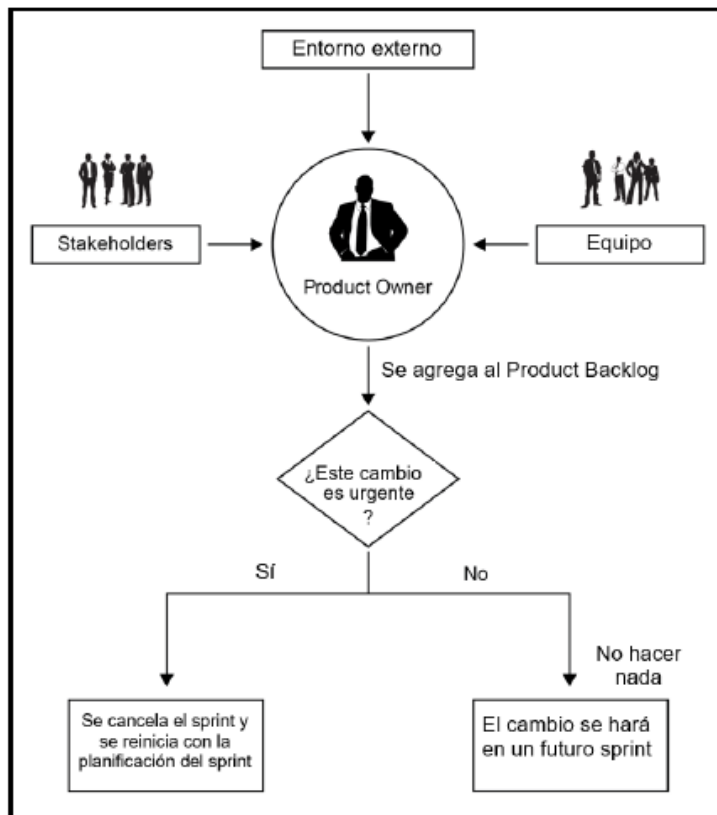 Entorno externo
Stakeholders
Product Owner
Equipo
Se agrega al Product Backlog
¿Este cambio
es urgente
?
Sí
No
No hacer
nada
Se cancela el sprint y
se reinicia con la
planificación del sprint
El cambio se hará
en un futuro sprint